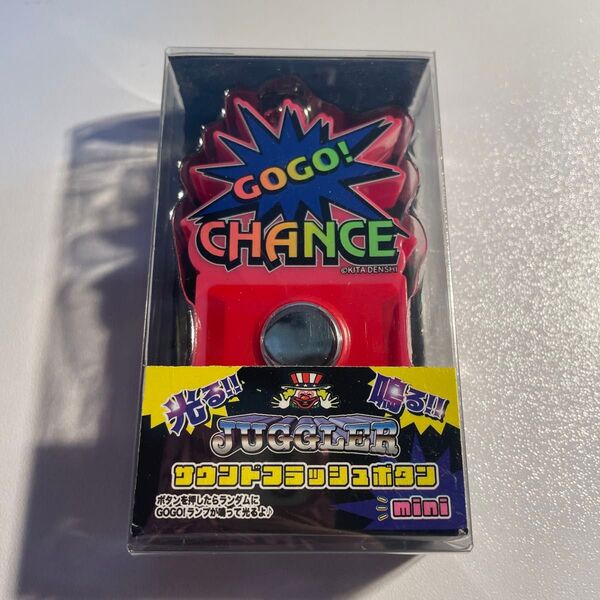 GOGO!
CHANCE
©KITA DENSHI
光る!!
鳴る!!
JUGGLER
サウンドフラッシュボタン
mini
ボタンを押したらランダムに
GOGO!ランプが鳴って光るよ♪